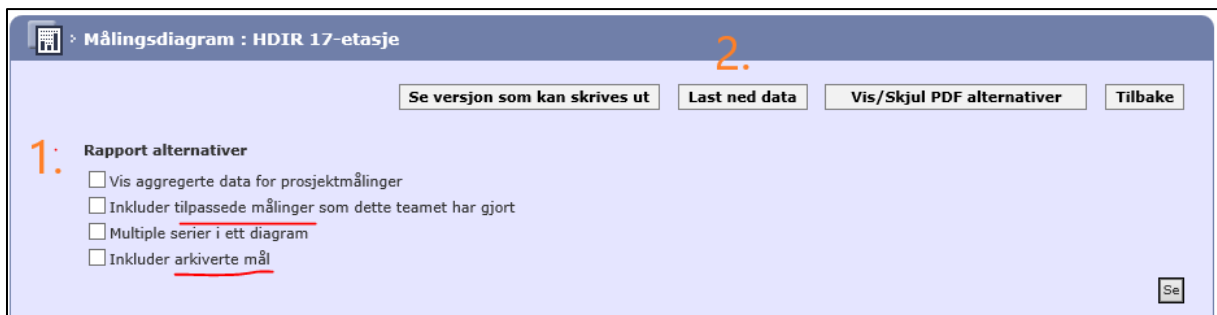 Målingsdiagram : HDIR 17-etasje
2.
Se versjon som kan skrives ut Last ned data Vis/Skjul PDF alternativer Tilbake
1. Rapport alternativer
Vis aggregerte data for prosjektmålinger
Inkluder tilpassede målinger som dette teamet har gjort
Multiple serier i ett diagram
Inkluder arkiverte mål
Se